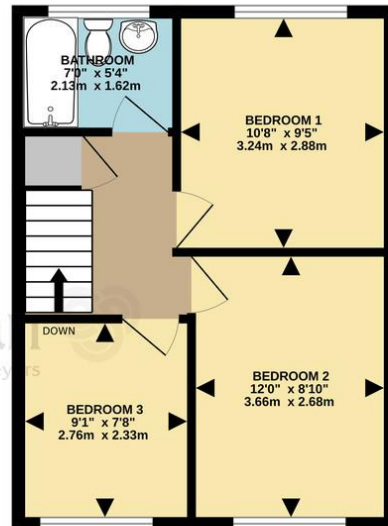 BATHROOM
7'0" x 5'4"
2.13m x 1.62m
BEDROOM 1
10'8" x 9'5"
3.24m x 2.88m
DOWN
BEDROOM 2
12'0" x 8'10"
3.66m x 2.68m
BEDROOM 3
9'1" x 7'8"
2.76m x 2.33m